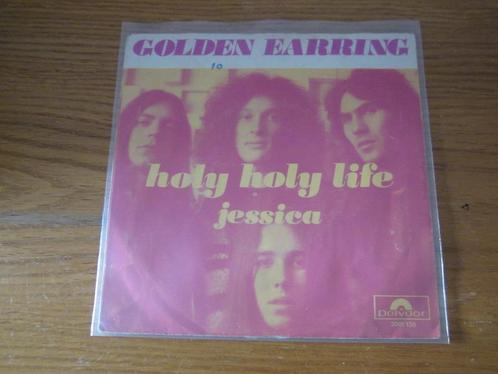 GOLDEN EARRING
10
holy holy life
jessica
Polydor